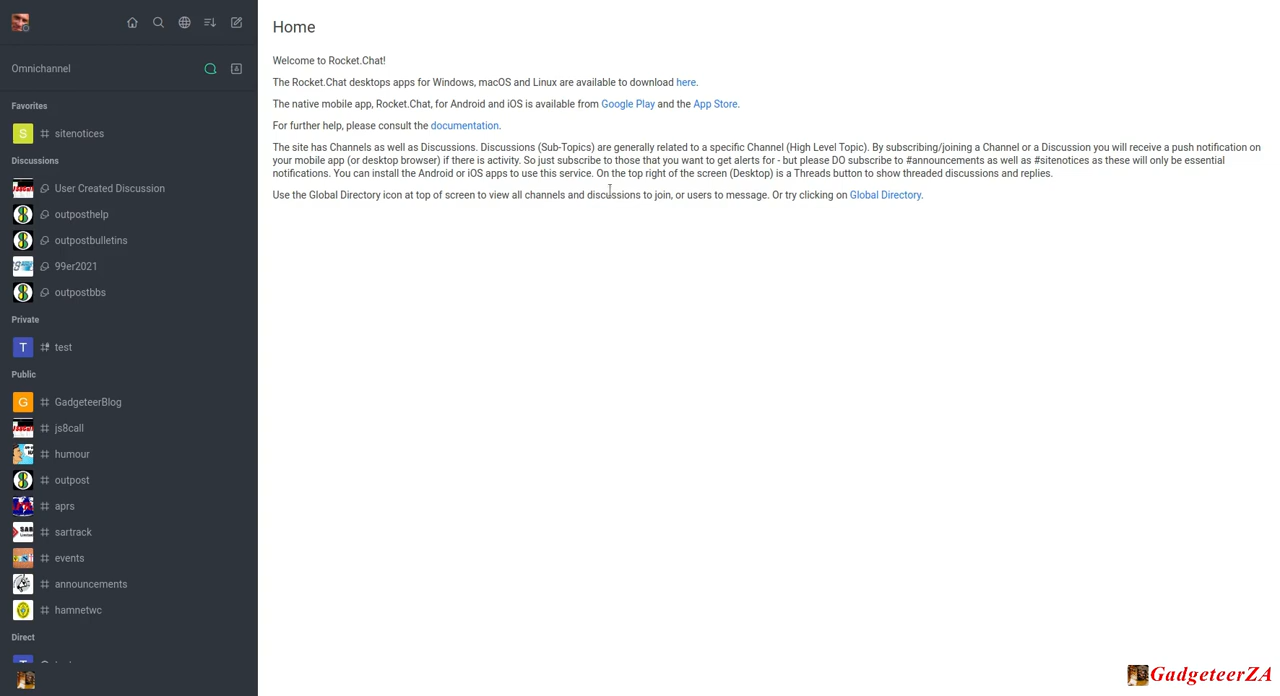 Home
Omnichannel
Favorites
S
sitenotices
Discussions
User Created Discussion
outposthelp
outpostbulletins
99er2021
outpostbbs
Private
T
test
Public
G
GadgeteerBlog
js8call
humour
outpost
aprs
sartrack
events
announcements
hamnetwc
Direct
Welcome to Rocket.Chat!
The Rocket.Chat desktops apps for Windows, macOS and Linux are available to download here.
The native mobile app, Rocket.Chat, for Android and iOS is available from Google Play and the App Store.
For further help, please consult the documentation.
The site has Channels as well as Discussions. Discussions (Sub-Topics) are generally related to a specific Channel (High Level Topic). By subscribing/joining a Channel or a Discussion you will receive a push notification on
your mobile app (or desktop browser) if there is activity. So just subscribe to those that you want to get alerts for - but please DO subscribe to #announcements as well as #sitenotices as these will only be essential
notifications. You can install the Android or iOS apps to use this service. On the top right of the screen (Desktop) is a Threads button to show threaded discussions and replies.
Use the Global Directory icon at top of screen to view all channels and discussions to join, or users to message. Or try clicking on Global Directory.
GadgeteerZA